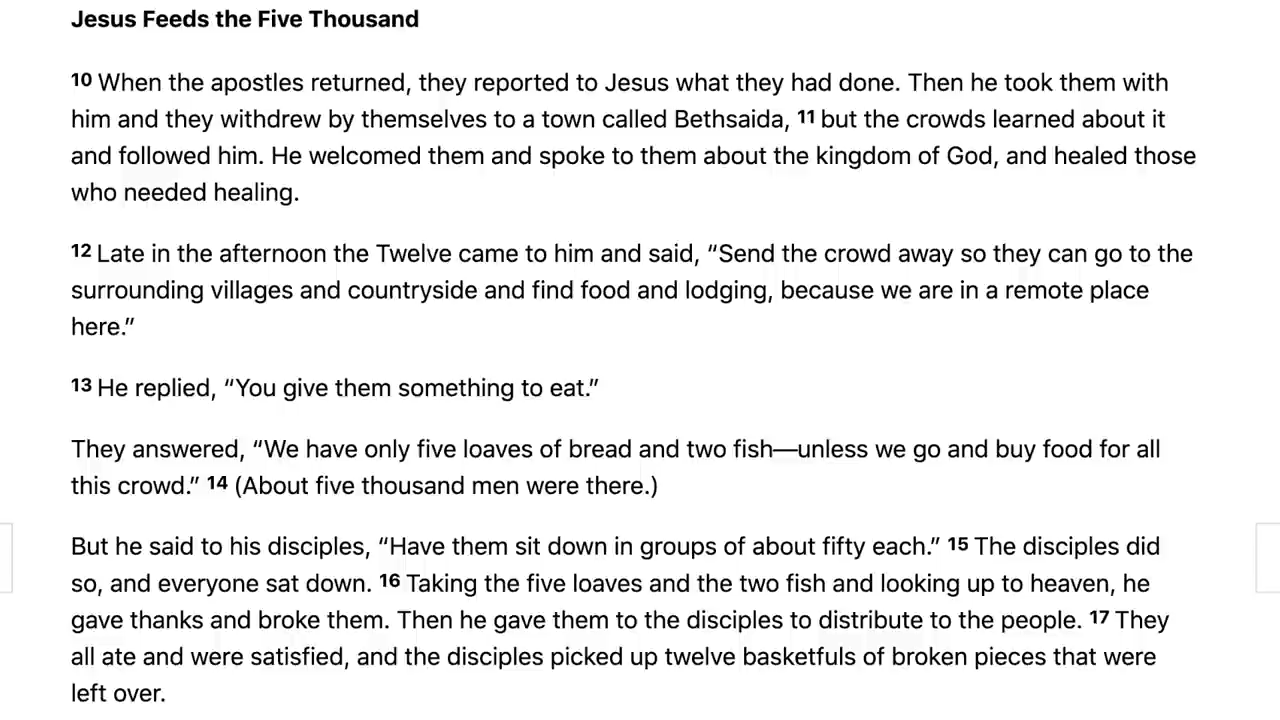 Jesus Feeds the Five Thousand
10 When the apostles returned, they reported to Jesus what they had done. Then he took them with
him and they withdrew by themselves to a town called Bethsaida, 11 but the crowds learned about it
and followed him. He welcomed them and spoke to them about the kingdom of God, and healed those
who needed healing.
12 Late in the afternoon the Twelve came to him and said, “Send the crowd away so they can go to the
surrounding villages and countryside and find food and lodging, because we are in a remote place
here.”
13 He replied, “You give them something to eat.”
They answered, “We have only five loaves of bread and two fish—unless we go and buy food for all
this crowd.” 14 (About five thousand men were there.)
But he said to his disciples, “Have them sit down in groups of about fifty each.” 15 The disciples did
so, and everyone sat down. 16 Taking the five loaves and the two fish and looking up to heaven, he
gave thanks and broke them. Then he gave them to the disciples to distribute to the people. 17 They
all ate and were satisfied, and the disciples picked up twelve basketfuls of broken pieces that were
left over.